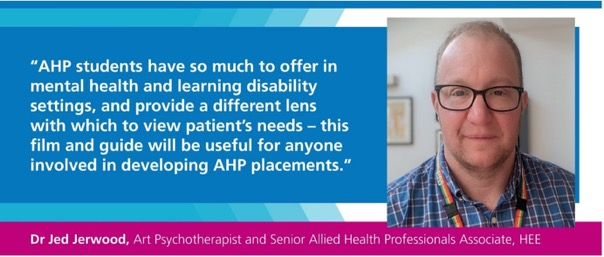 “AHP students have so much to offer in
mental health and learning disability
settings, and provide a different lens
with which to view patient’s needs – this
film and guide will be useful for anyone
involved in developing AHP placements.”
Dr Jed Jerwood, Art Psychotherapist and Senior Allied Health Professionals Associate, HEE